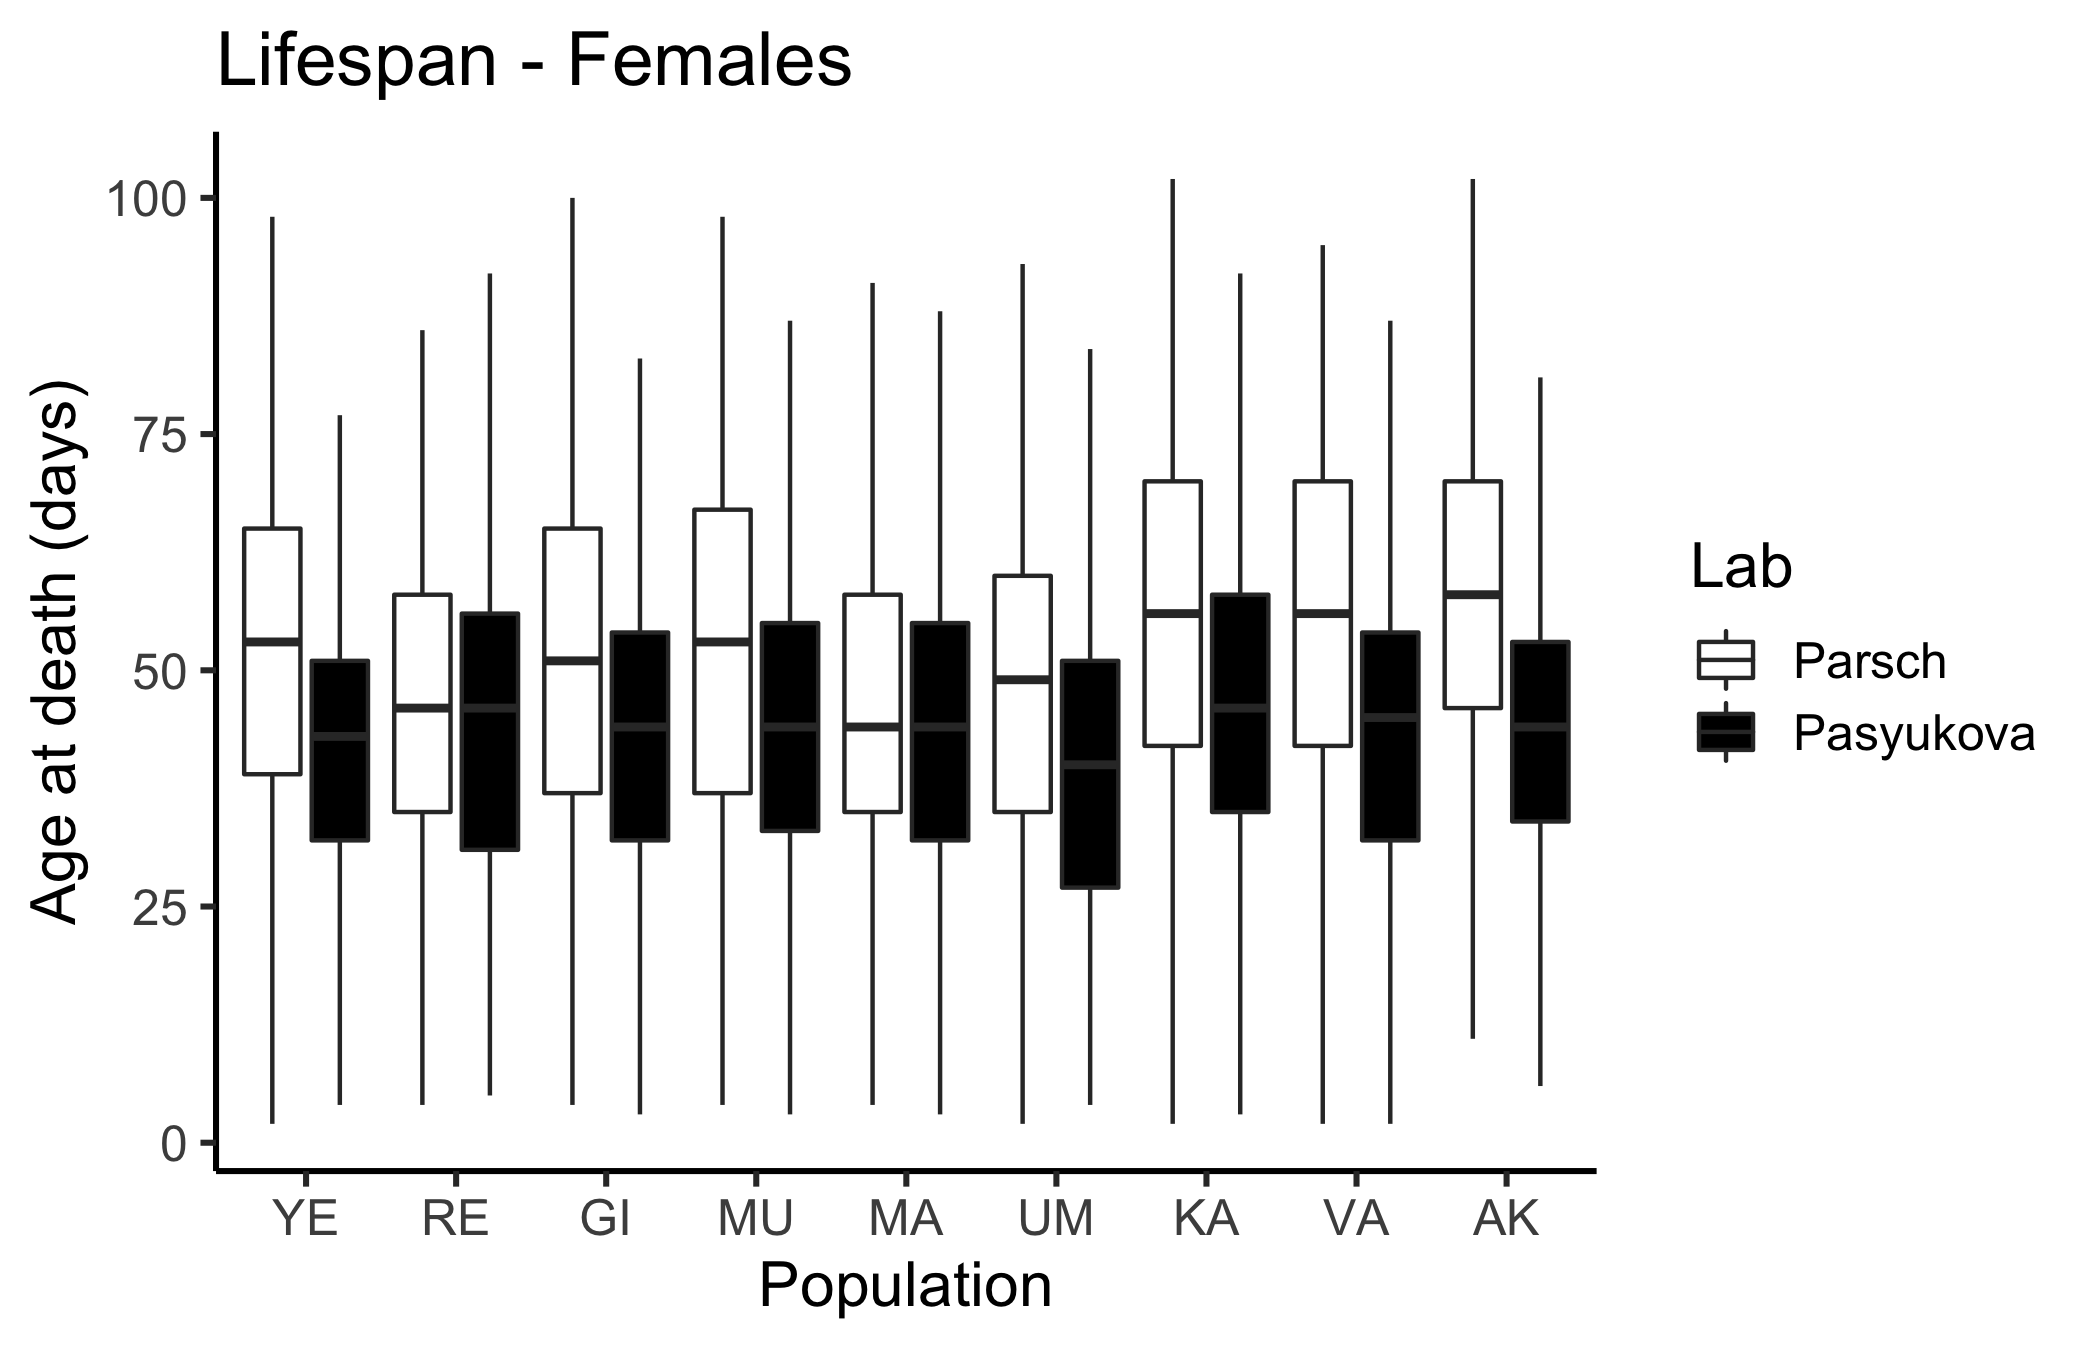 Lifespan - Females
Age at death (days)
100
75
50
25
0
YE RE GI MU MA UM KA VA AK
Population
Lab
Parsch
Pasyukova